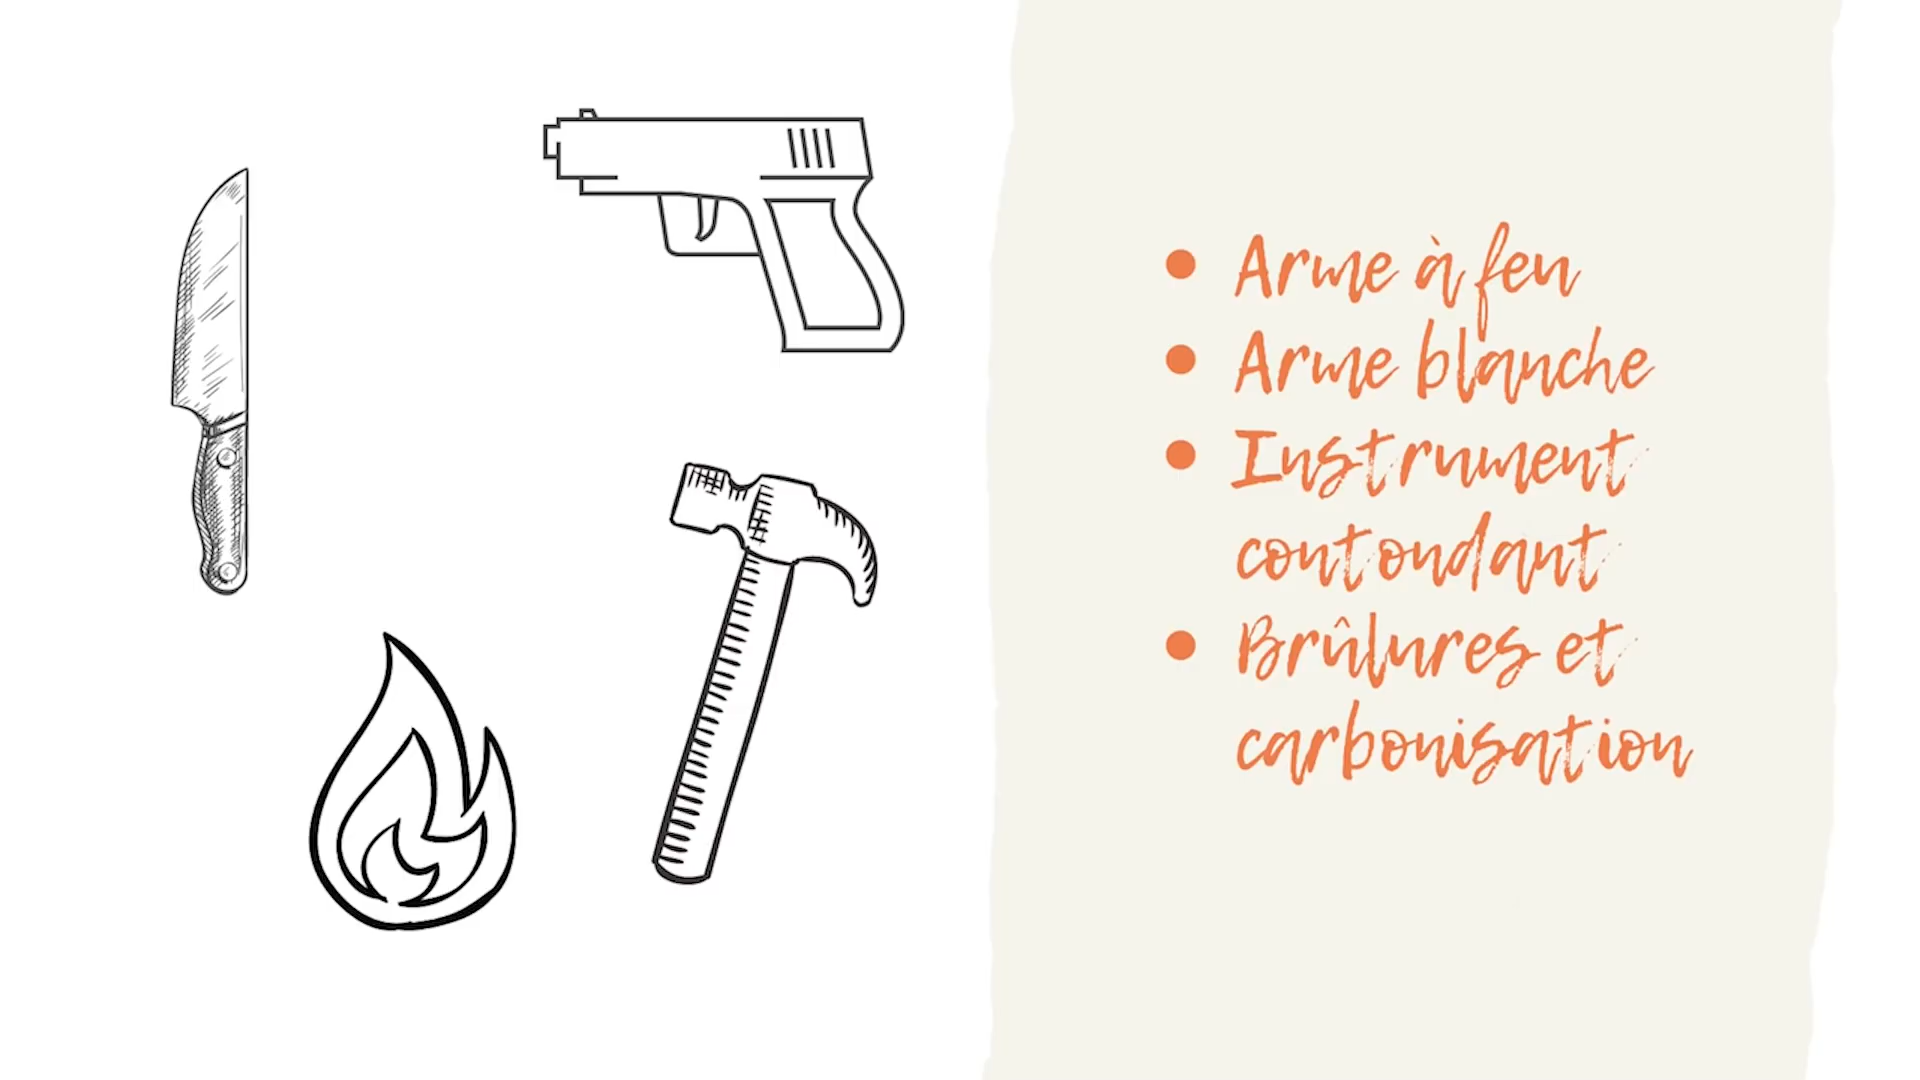 • Arme à feu
• Arme blanche
• Instrument
contondant
• Brûlures et
carbonisation